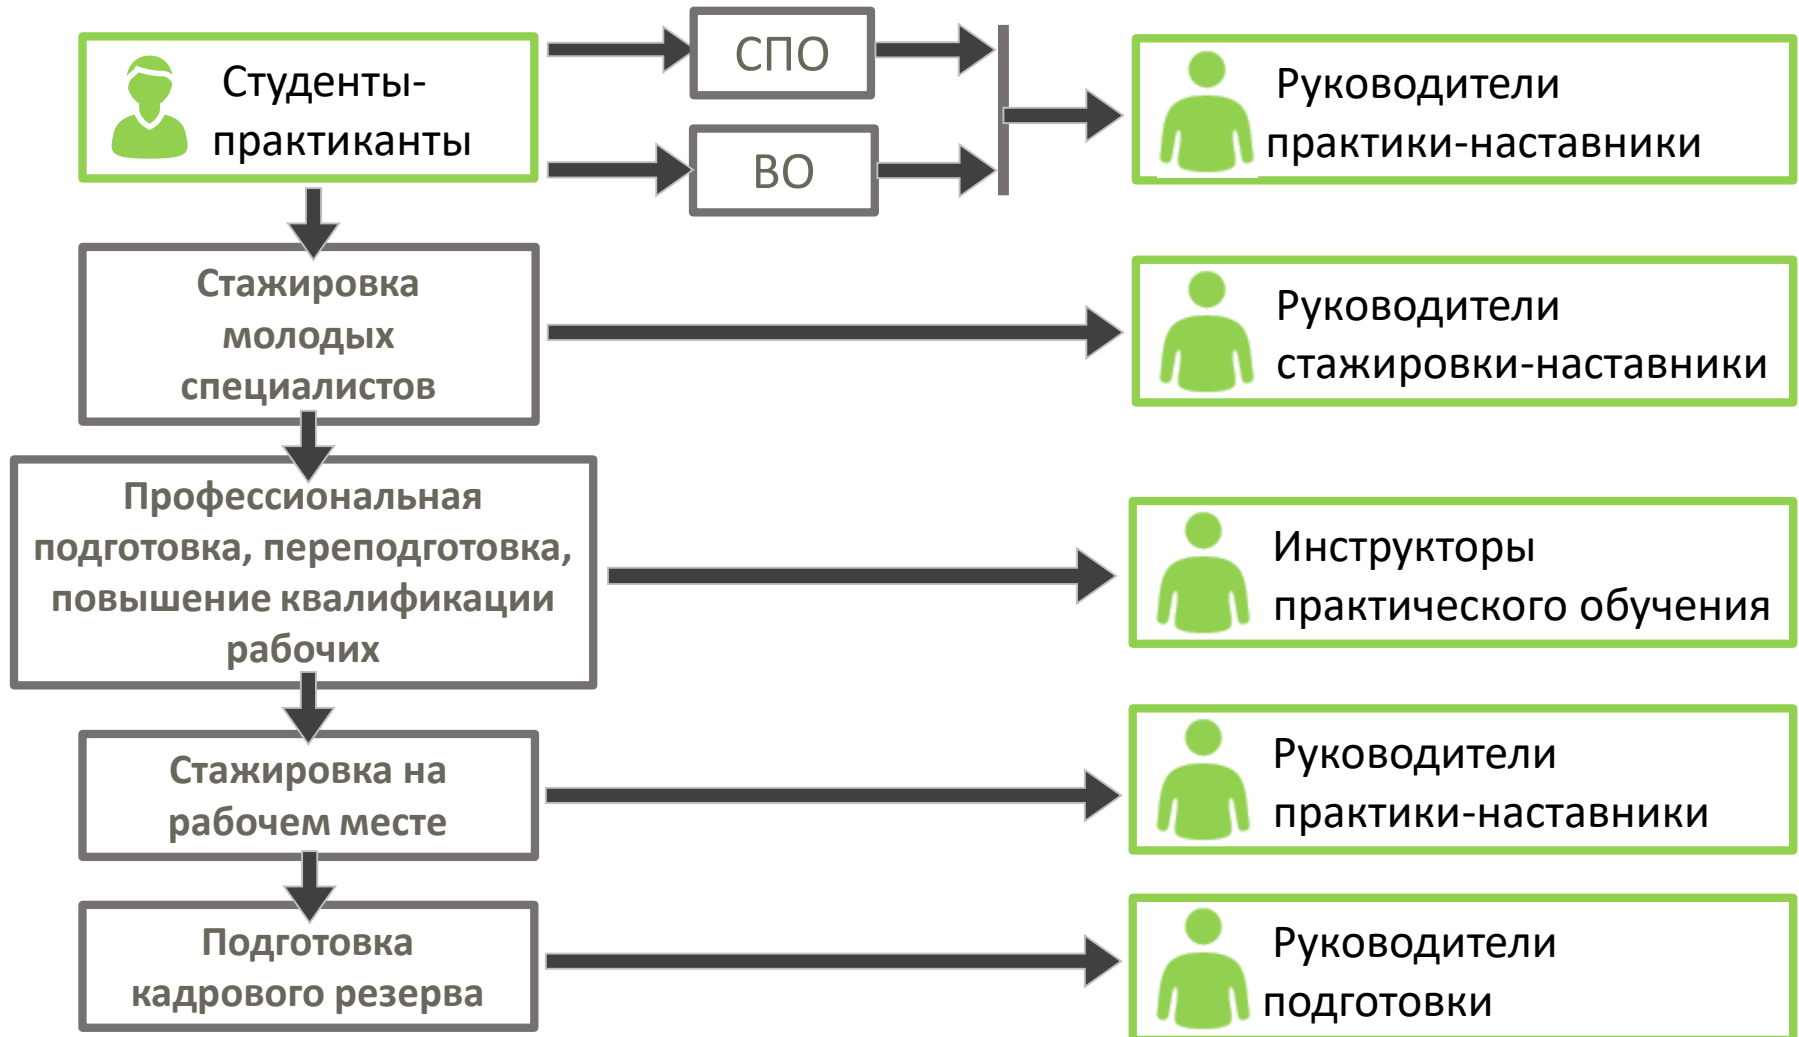 Студенты-
практиканты
СПО
ВО
Руководители
практики-наставники
Стажировка
молодых
специалистов
Руководители
стажировки-наставники
Профессиональная
подготовка, переподготовка,
повышение квалификации
рабочих
Инструкторы
практического обучения
Стажировка на
рабочем месте
Руководители
практики-наставники
Подготовка
кадрового резерва
Руководители
подготовки